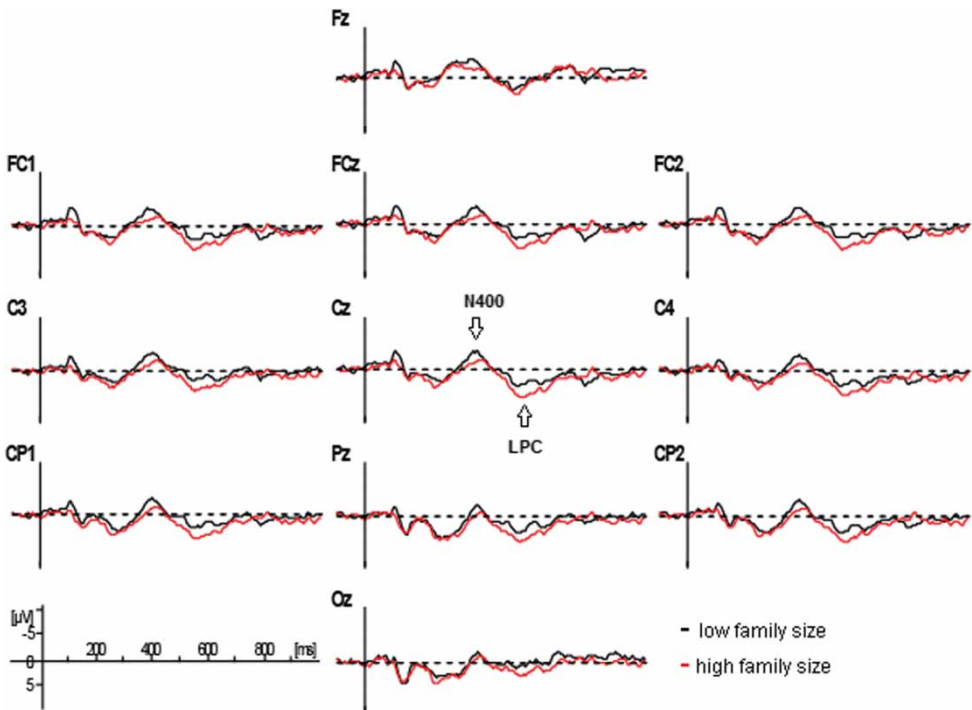 Fz
FC1 FCz FC2
N400
C3 Cz C4
LPC
CP1 Pz CP2
Oz
[µV]
-5
0
5
200 400 600 800 [ms]
low family size
high family size